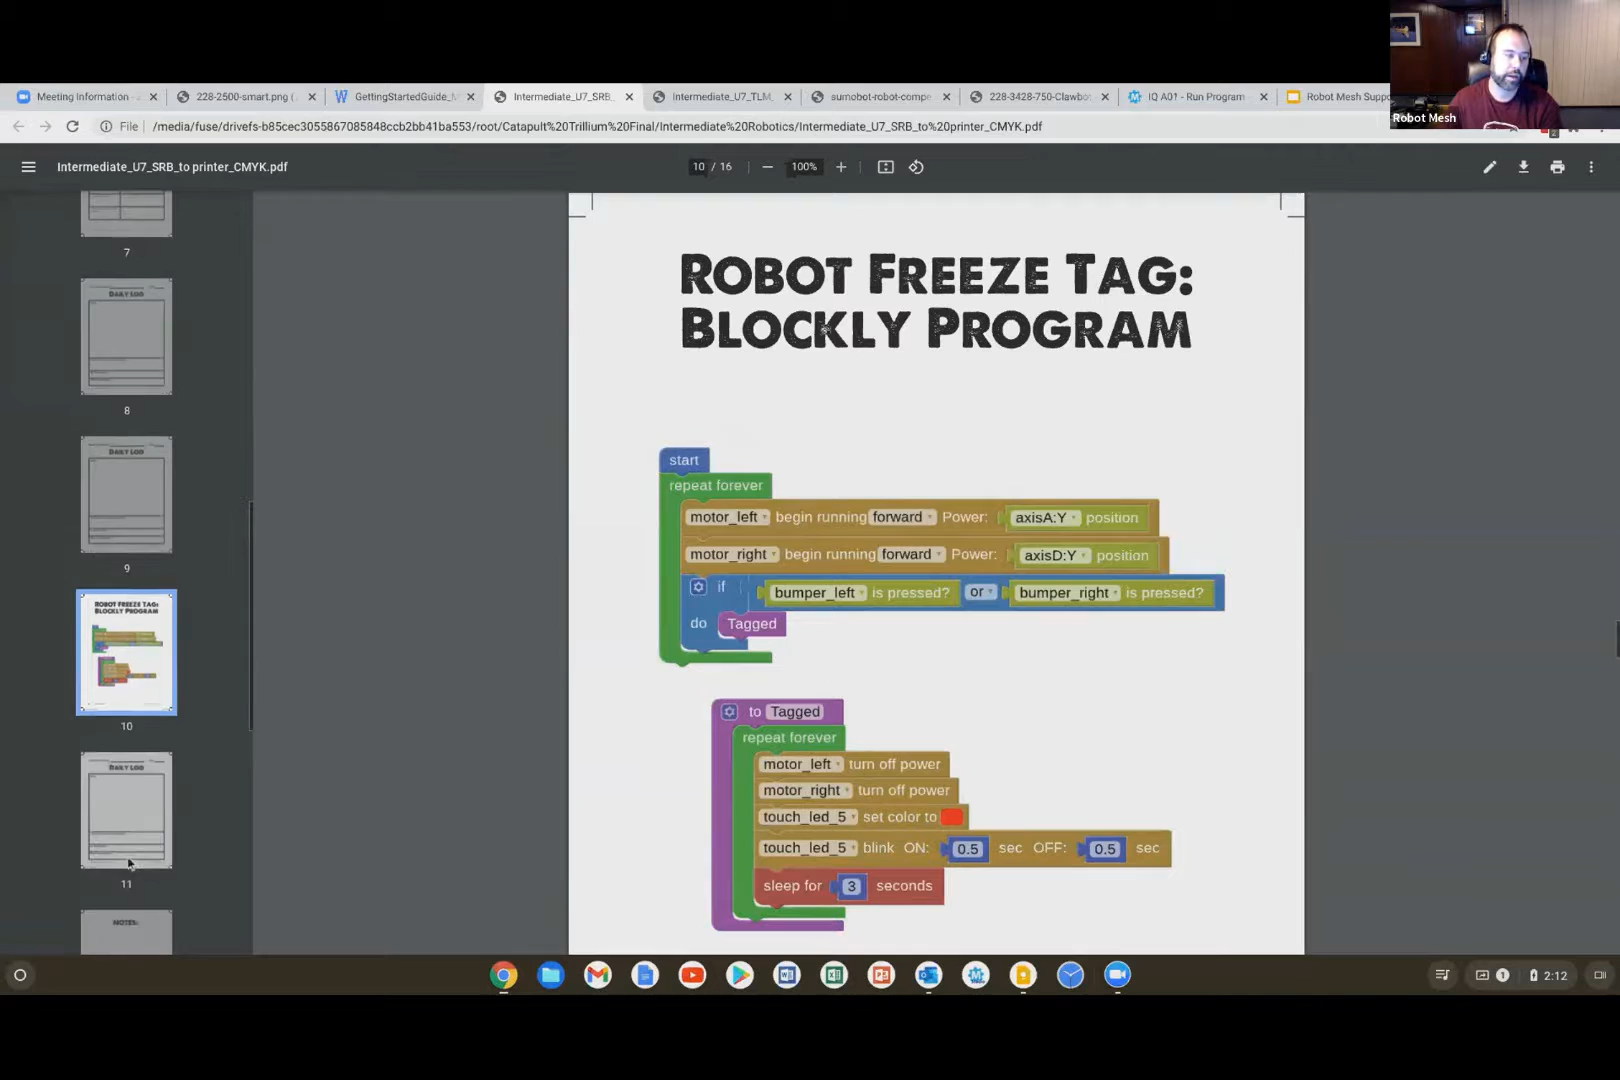 Robot Mesh
Meeting Information -
228-2500-smart.png (
GettingStartedGuide_
Intermediate_U7_SRB_
Intermediate_U7_TLM_
sumobot-robot-compe
228-3428-750-Clawbo
IQ A01 - Run Program
Robot Mesh Suppo
File
/media/fuse/drivefs-b85cec3055867085848ccb2bb41ba553/root/Catapult%20Trillium%20Final/Intermediate%20Robotics/Intermediate_U7_SRB_to%20printer_CMYK.pdf
Intermediate_U7_SRB_to printer_CMYK.pdf
10 / 16
100%
7
DAILY LOG
8
DAILY LOG
9
ROBOT FREEZE TAG:
BLOCKLY PROGRAM
10
DAILY LOG
11
NOTES:
ROBOT FREEZE TAG:
BLOCKLY PROGRAM
start
repeat forever
motor_left begin running forward Power: axisA:Y position
motor_right begin running forward Power: axisD:Y position
if bumper_left is pressed? or bumper_right is pressed?
do Tagged
to Tagged
repeat forever
motor_left turn off power
motor_right turn off power
touch_led_5 set color to
touch_led_5 blink ON: 0.5 sec OFF: 0.5 sec
sleep for 3 seconds
1
2:12